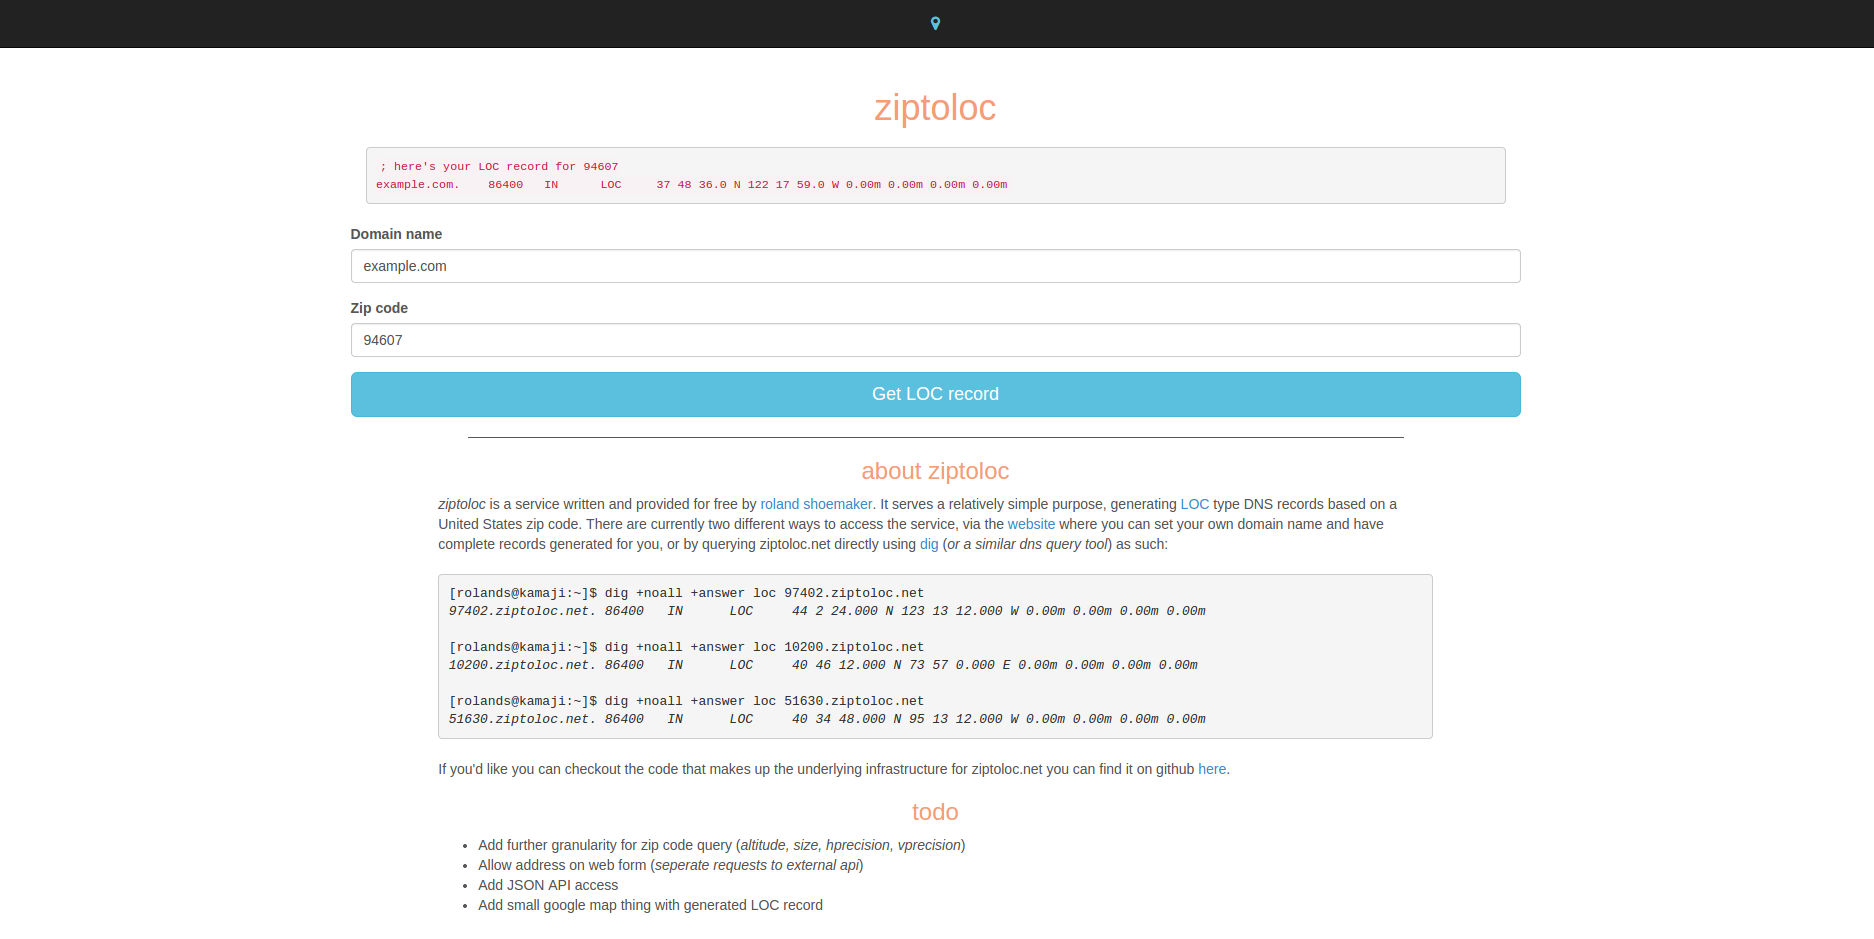 ziptoloc
; here's your LOC record for 94607
example.com.    86400   IN      LOC     37 48 36.0 N 122 17 59.0 W 0.00m 0.00m 0.00m 0.00m
Domain name
example.com
Zip code
94607
Get LOC record
about ziptoloc
ziptoloc is a service written and provided for free by roland shoemaker. It serves a relatively simple purpose, generating LOC type DNS records based on a
United States zip code. There are currently two different ways to access the service, via the website where you can set your own domain name and have
complete records generated for you, or by querying ziptoloc.net directly using dig (or a similar dns query tool) as such:
[rolands@kamaji:~]$ dig +noall +answer loc 97402.ziptoloc.net
97402.ziptoloc.net. 86400   IN      LOC     44 2 24.000 N 123 13 12.000 W 0.00m 0.00m 0.00m 0.00m
[rolands@kamaji:~]$ dig +noall +answer loc 10200.ziptoloc.net
10200.ziptoloc.net. 86400   IN      LOC     40 46 12.000 N 73 57 0.000 E 0.00m 0.00m 0.00m 0.00m
[rolands@kamaji:~]$ dig +noall +answer loc 51630.ziptoloc.net
51630.ziptoloc.net. 86400   IN      LOC     40 34 48.000 N 95 13 12.000 W 0.00m 0.00m 0.00m 0.00m
If you'd like you can checkout the code that makes up the underlying infrastructure for ziptoloc.net you can find it on github here.
todo
• Add further granularity for zip code query (altitude, size, hprecision, vprecision)
• Allow address on web form (seperate requests to external api)
• Add JSON API access
• Add small google map thing with generated LOC record